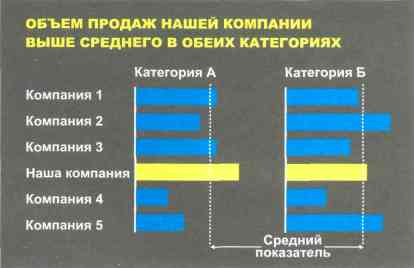 ОБЪЕМ ПРОДАЖ НАШЕЙ КОМПАНИИ
ВЫШЕ СРЕДНЕГО В ОБЕИХ КАТЕГОРИЯХ
Категория А Категория Б
Компания 1
Компания 2
Компания 3
Наша компания
Компания 4
Компания 5
Средний
показатель